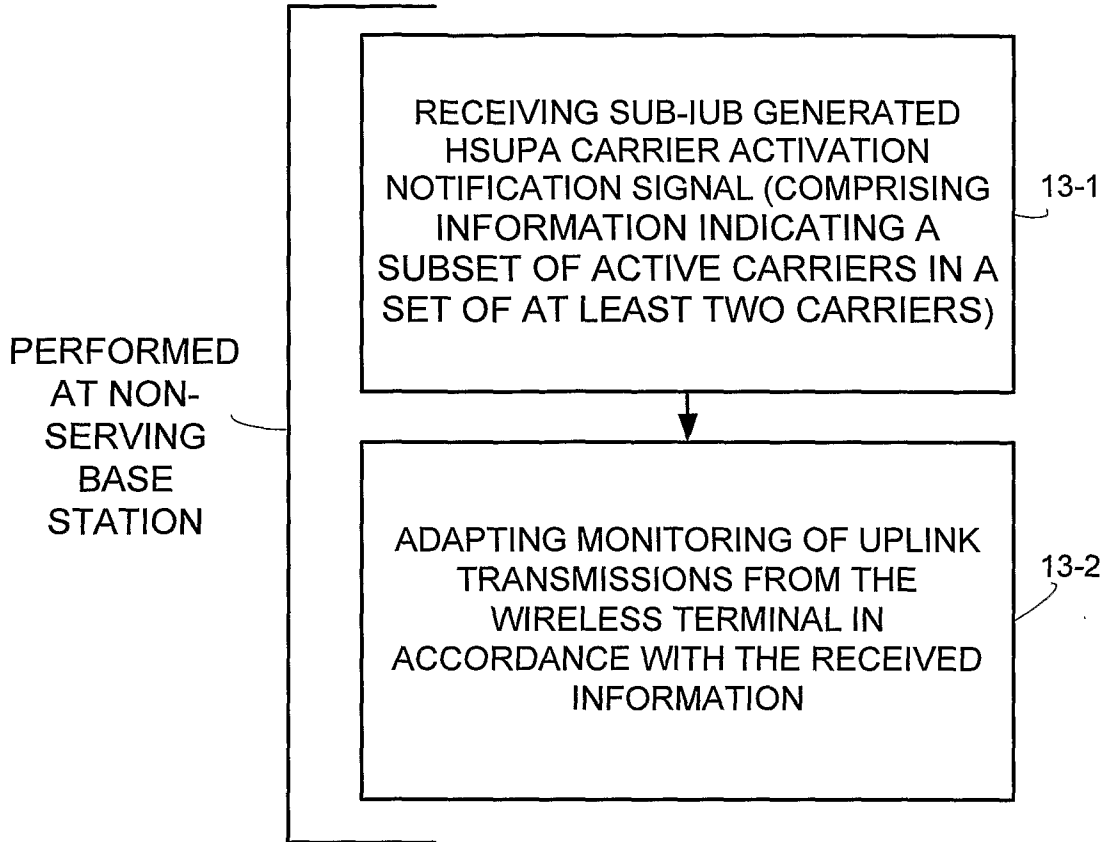 PERFORMED
AT NON-
SERVING
BASE
STATION
RECEIVING SUB-IUB GENERATED
HSUPA CARRIER ACTIVATION
NOTIFICATION SIGNAL (COMPRISING
INFORMATION INDICATING A
SUBSET OF ACTIVE CARRIERS IN A
SET OF AT LEAST TWO CARRIERS)
13-1
ADAPTING MONITORING OF UPLINK
TRANSMISSIONS FROM THE
WIRELESS TERMINAL IN
ACCORDANCE WITH THE RECEIVED
INFORMATION
13-2